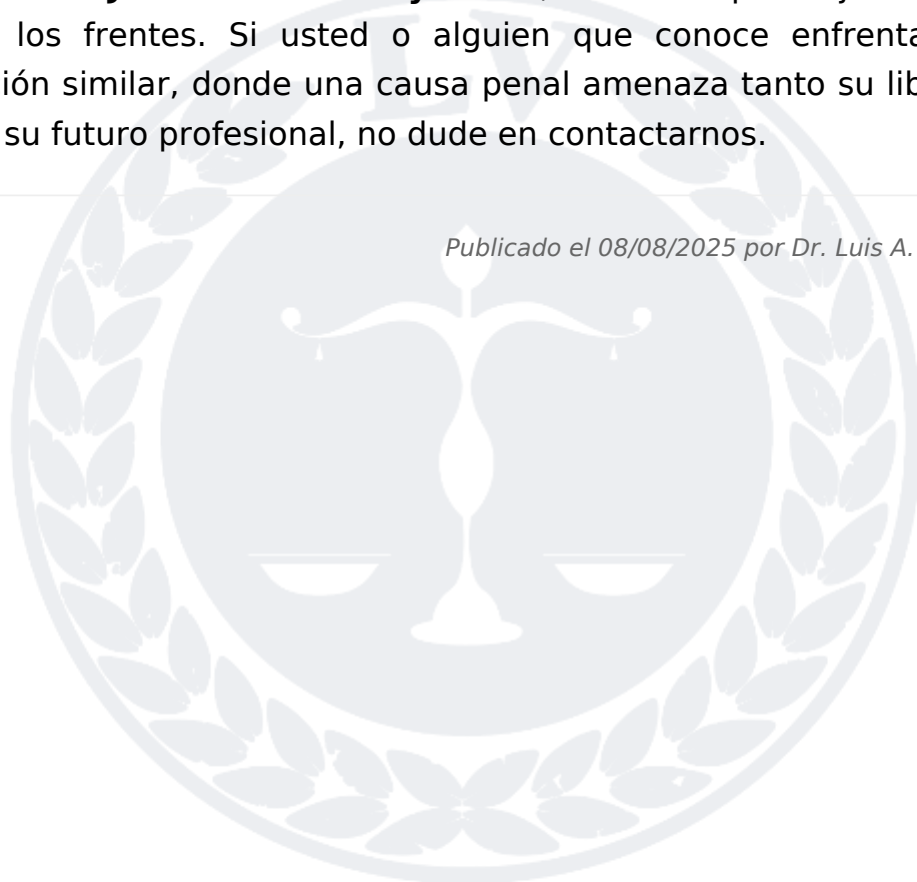 los frentes. Si usted o alguien que conoce enfrenta
ión similar, donde una causa penal amenaza tanto su lib
su futuro profesional, no dude en contactarnos.
Publicado el 08/08/2025 por Dr. Luis A.
LV